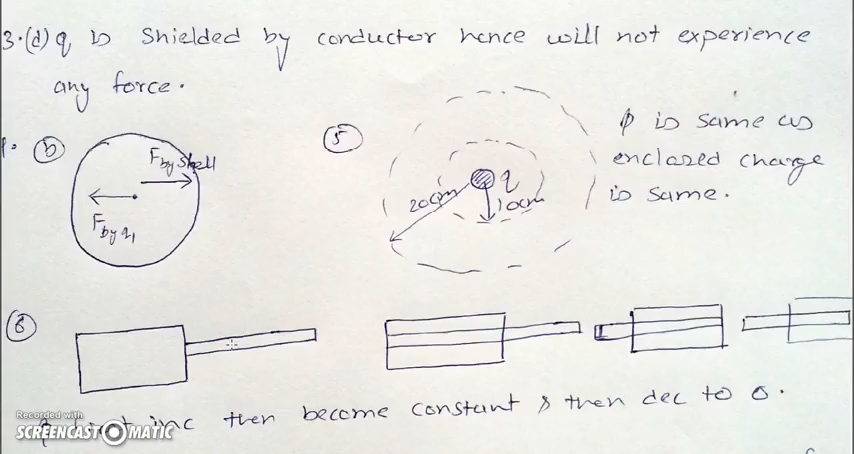 3.(d) q is shielded by conductor hence will not experience
any force.
(b)
F by shell
F by q1
(5)
q
20cm
10cm
φ is same as
enclosed charge
is same.
(6)
inc then become constant & then dec to 0.
Recorded with
SCREENCAST-O-MATIC